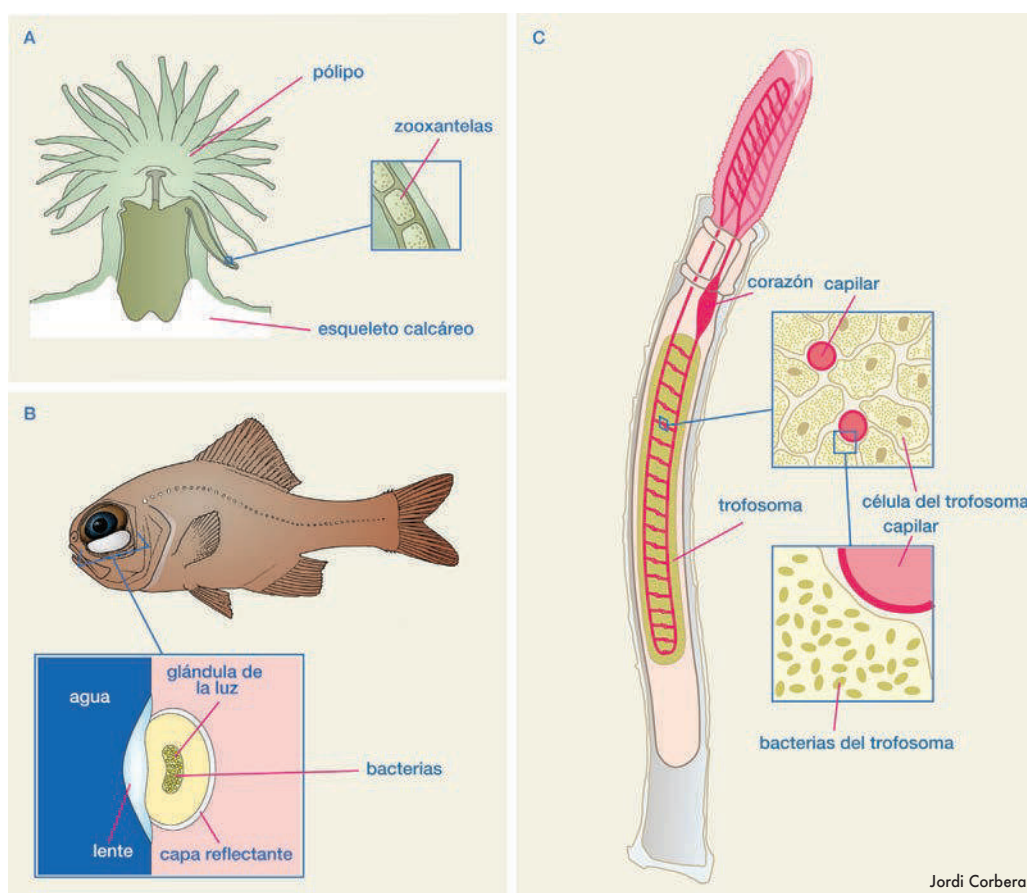 A
pólipo
zooxantelas
esqueleto calcáreo
B
glándula de
la luz
agua
bacterias
lente
capa reflectante
C
corazón
capilar
célula del trofosoma
capilar
trofosoma
bacterias del trofosoma
Jordi Corbera